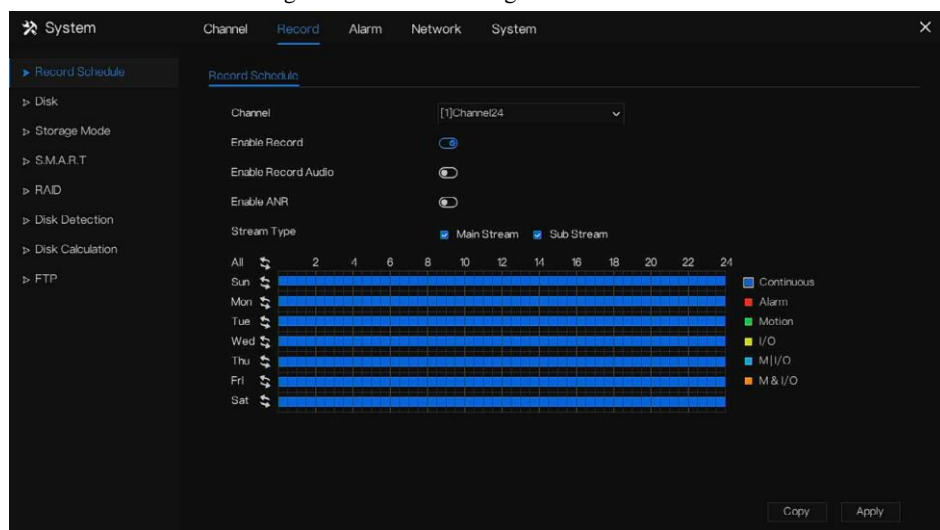 System Channel Record Alarm Network System
Record Schedule
Record Schedule
Disk
Channel [1]Channel24
Storage Mode
Enable Record
S.M.A.R.T
Enable Record Audio
RAID
Enable ANR
Disk Detection
Stream Type Main Stream Sub Stream
Disk Calculation
All 2 4 6 8 10 12 14 16 18 20 22 24
FTP
Sun Continuous
Mon Alarm
Tue Motion
Wed I/O
Thu M|I/O
Fri M & I/O
Sat
Copy Apply